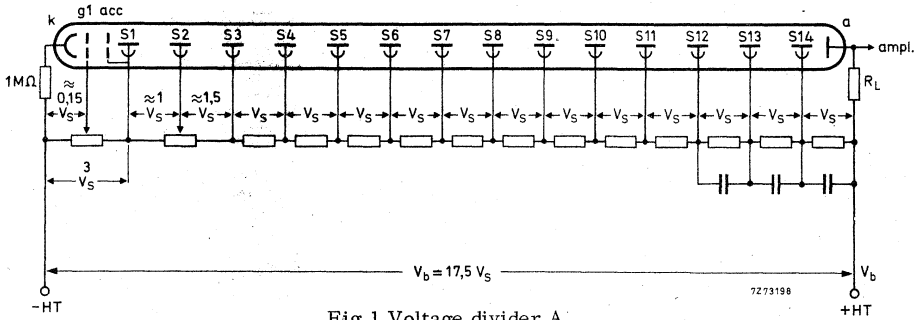 k g1 acc S1 S2 S3 S4 S5 S6 S7 S8 S9 S10 S11 S12 S13 S14 a
ampl.
1MΩ
≈
0,15
V_S
≈1
V_S
≈1,5
V_S
V_S V_S V_S V_S V_S V_S V_S V_S V_S V_S V_S V_S
R_L
3
V_S
V_b = 17,5 V_S
V_b
7Z73198
-HT
+HT
Fig.1 Voltage divider A